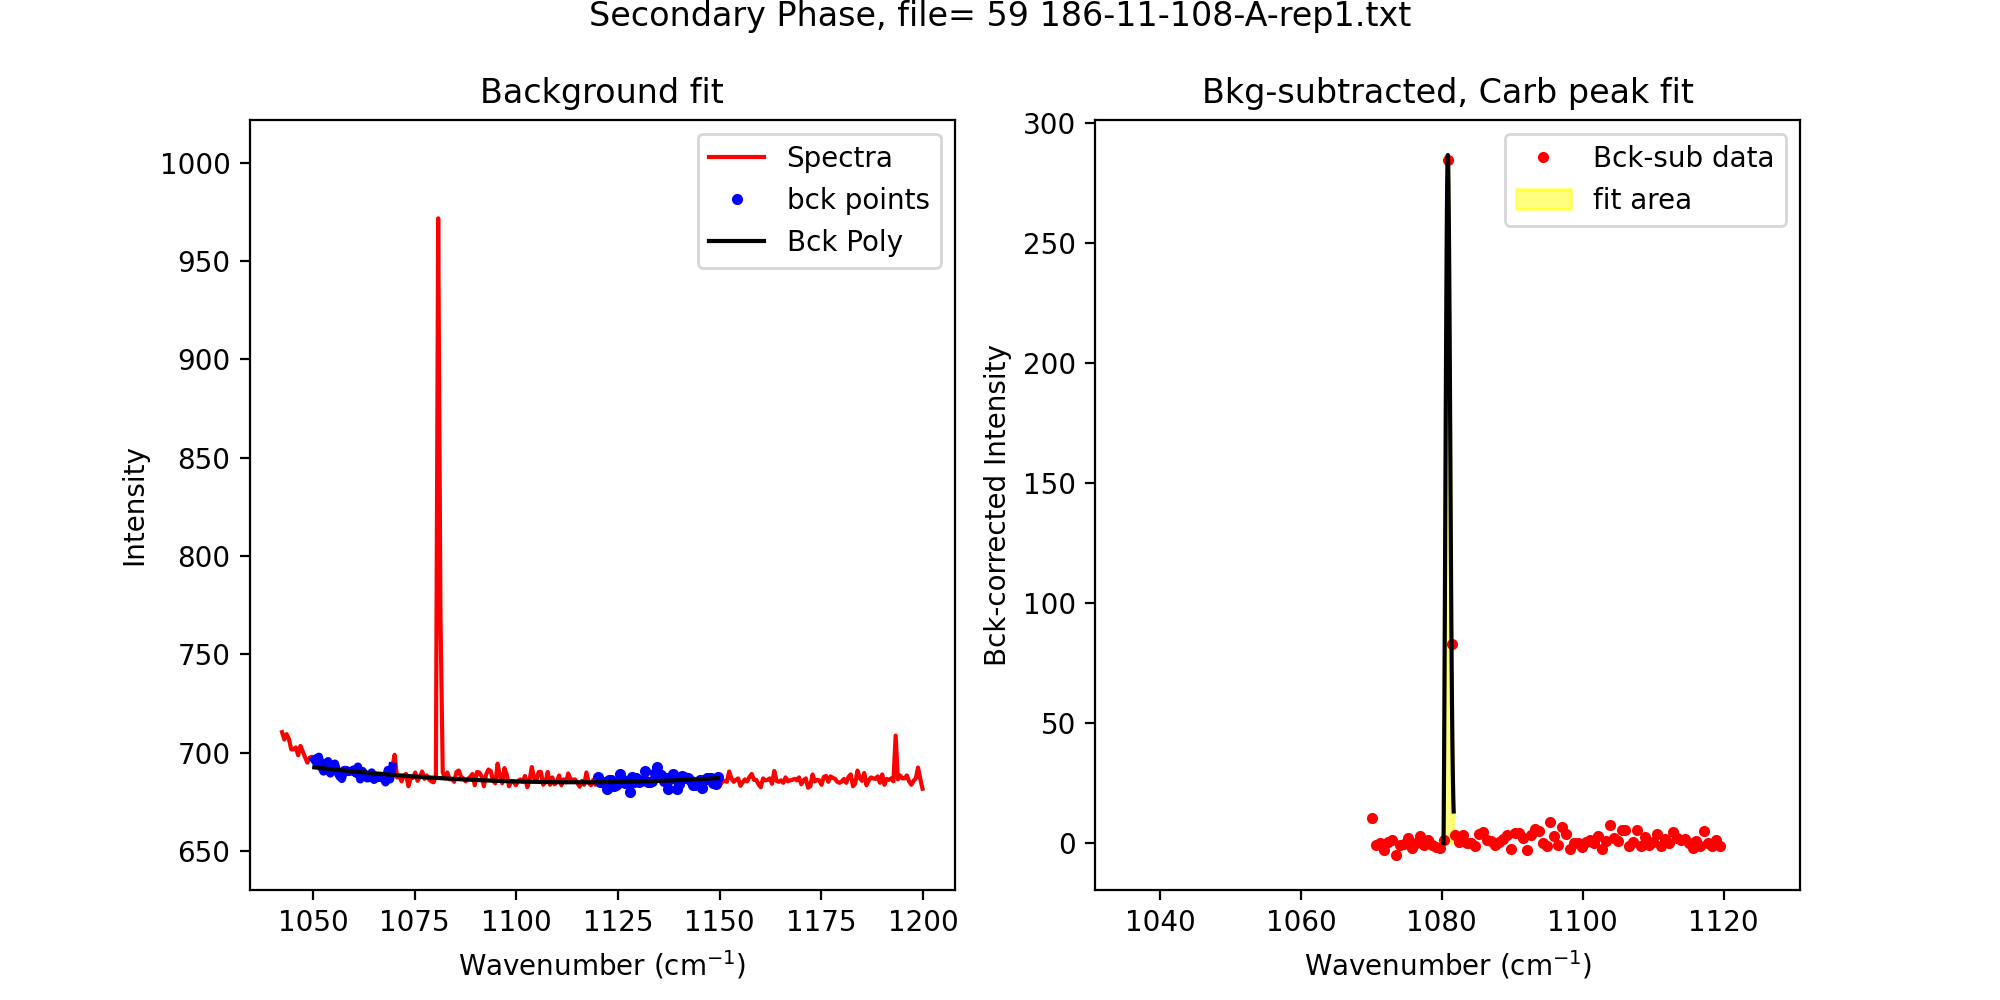 Secondary Phase, file= 59 186-11-108-A-rep1.txt
Background fit
Spectra
bck points
Bck Poly
1000
950
900
850
800
750
700
650
Intensity
1050 1075 1100 1125 1150 1175 1200
Wavenumber (cm⁻¹)
Bkg-subtracted, Carb peak fit
Bck-sub data
fit area
300
250
200
150
100
50
0
Bck-corrected Intensity
1040 1060 1080 1100 1120
Wavenumber (cm⁻¹)